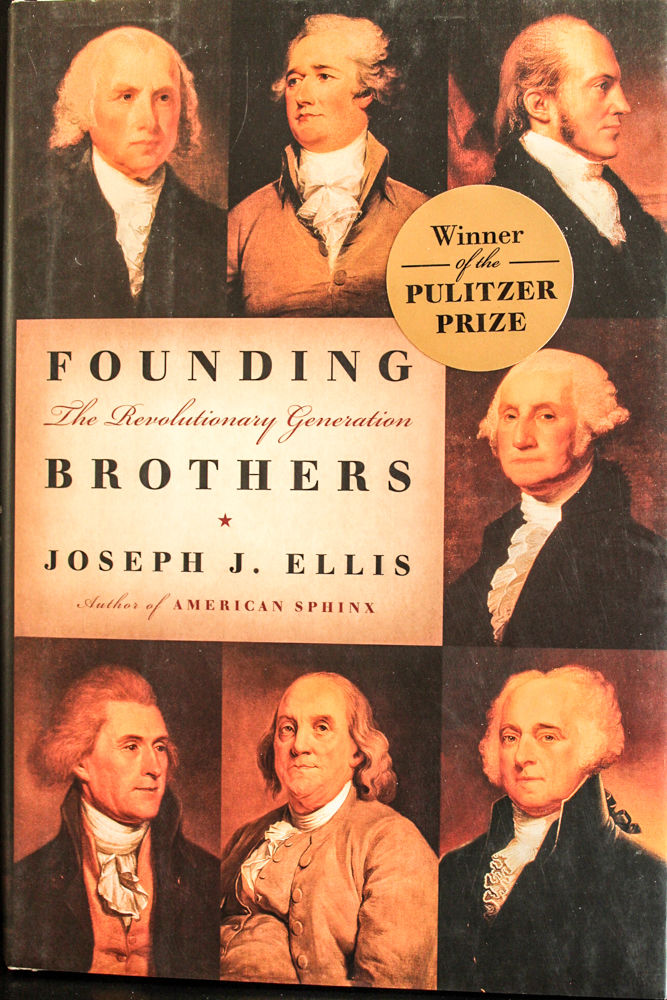 Winner
of the
PULITZER
PRIZE
FOUNDING
The Revolutionary Generation
BROTHERS
JOSEPH J. ELLIS
Author of AMERICAN SPHINX